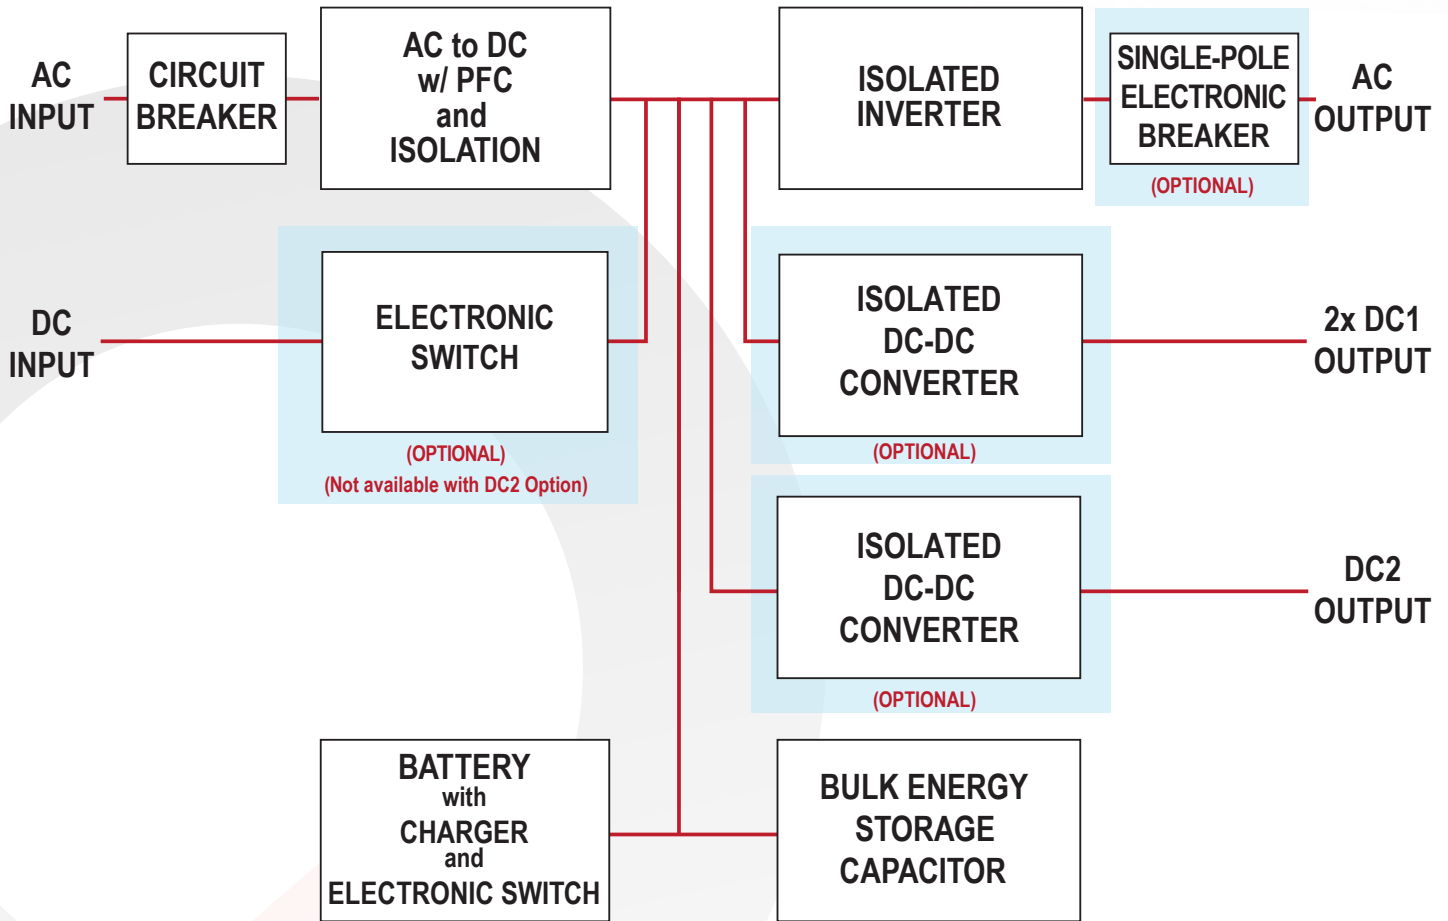 AC
INPUT
CIRCUIT
BREAKER
AC to DC
w/ PFC
and
ISOLATION
ISOLATED
INVERTER
SINGLE-POLE
ELECTRONIC
BREAKER
(OPTIONAL)
AC
OUTPUT
DC
INPUT
ELECTRONIC
SWITCH
(OPTIONAL)
(Not available with DC2 Option)
ISOLATED
DC-DC
CONVERTER
(OPTIONAL)
2x DC1
OUTPUT
ISOLATED
DC-DC
CONVERTER
(OPTIONAL)
DC2
OUTPUT
BATTERY
with
CHARGER
and
ELECTRONIC SWITCH
BULK ENERGY
STORAGE
CAPACITOR